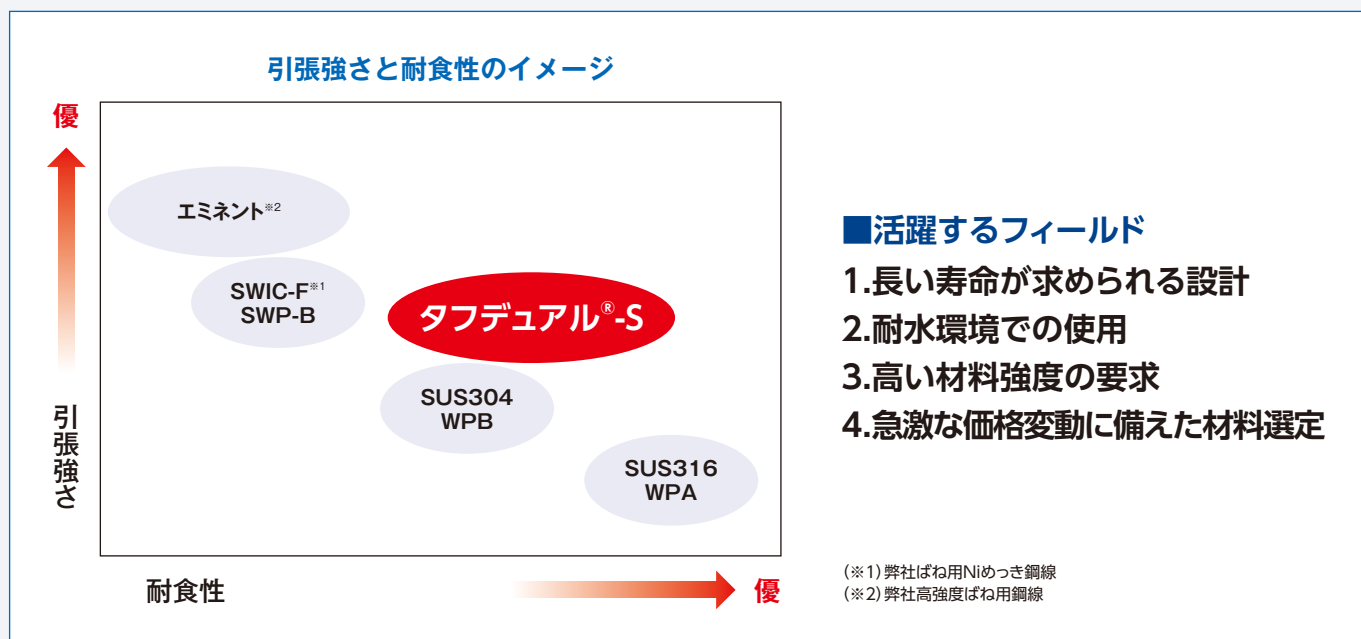 引張強さと耐食性のイメージ
優
エミネント※2
SWIC-F※1
SWP-B
タフデュアル®-S
SUS304
WPB
SUS316
WPA
引張強さ
耐食性
優
■活躍するフィールド
1.長い寿命が求められる設計
2.耐水環境での使用
3.高い材料強度の要求
4.急激な価格変動に備えた材料選定
(※1)弊社ばね用Niめっき鋼線
(※2)弊社高強度ばね用鋼線